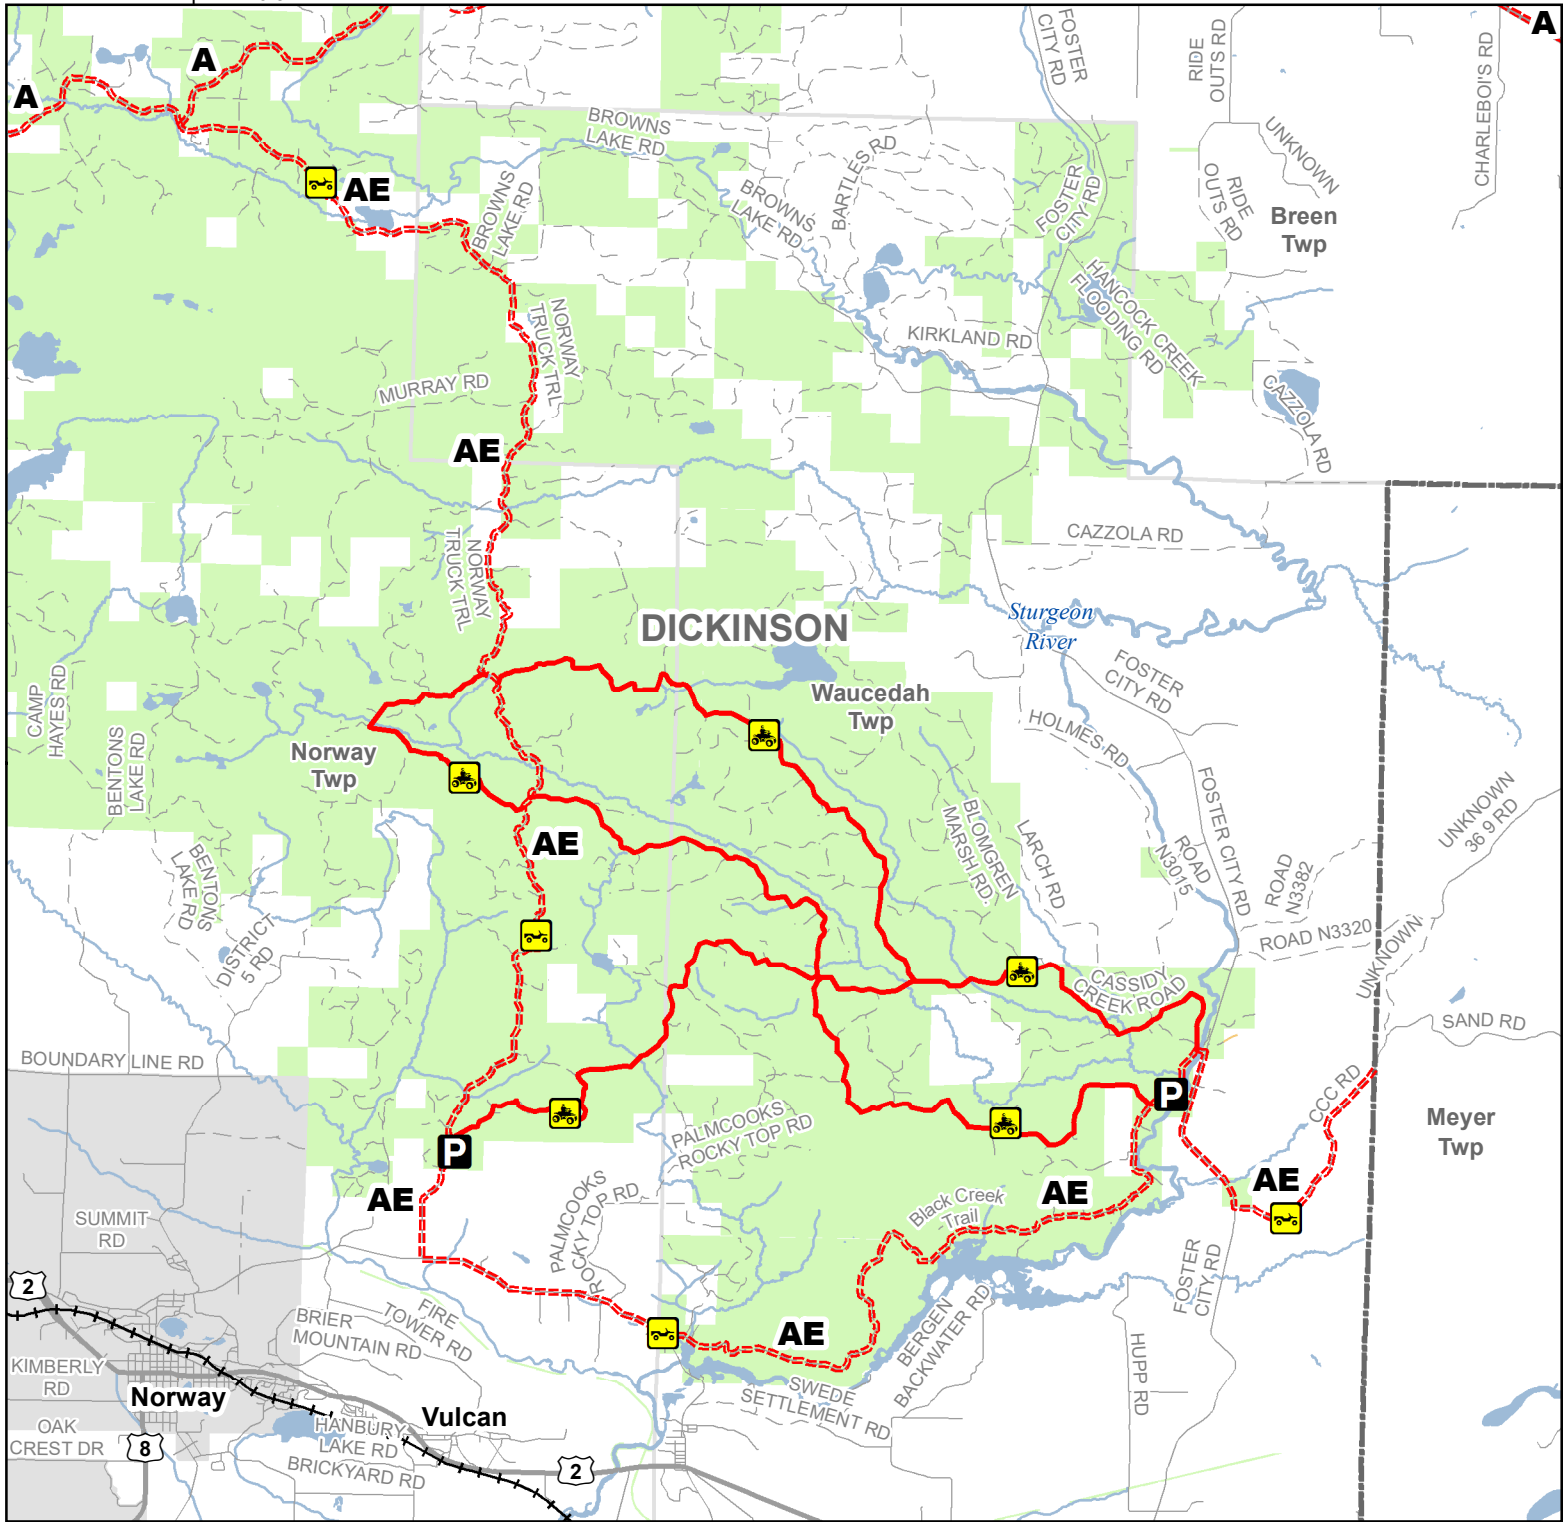 A
A
A
FOSTER
CITY RD
RIDE
OUTS RD
CHARLEBOI'S RD
BROWNS
LAKE RD
UNKNOWN
AE
BROWNS
LAKE RD
BROWNS
LAKE RD
BARTLES RD
FOSTER
CITY RD
RIDE
OUTS RD
Breen
Twp
HANCOCK CREEK
FLOODING RD
NORWAY
TRUCK TRL
KIRKLAND RD
MURRAY RD
CAZZOLA RD
AE
CAZZOLA RD
NORWAY
TRUCK TRL
DICKINSON
Sturgeon
River
CAMP
HAYES RD
Waucedah
Twp
FOSTER
CITY RD
HOLMES RD
BENTONS
LAKE RD
Norway
Twp
FOSTER CITY RD
UNKNOWN
36 9 RD
BLOMGREN
MARSH RD.
LARCH RD
ROAD
N3015
ROAD
N3382
AE
BENTONS
LAKE RD
DISTRICT
5 RD
ROAD N3320
UNKNOWN
CASSIDY
CREEK ROAD
SAND RD
BOUNDARY LINE RD
P
CCC RD
PALMCOOKS
ROCKY TOP RD
Meyer
Twp
P
AE
PALMCOOKS
ROCKY TOP RD
AE
AE
Black Creek
Trail
SUMMIT
RD
FOSTER
CITY RD
2
BRIER
MOUNTAIN RD
FIRE
TOWER RD
AE
BERGEN
BACKWATER RD
HUPP RD
KIMBERLY
RD
Norway
SWEDE
SETTLEMENT RD
OAK
CREST DR
8
Vulcan
HANBURY
LAKE RD
BRICKYARD RD
2